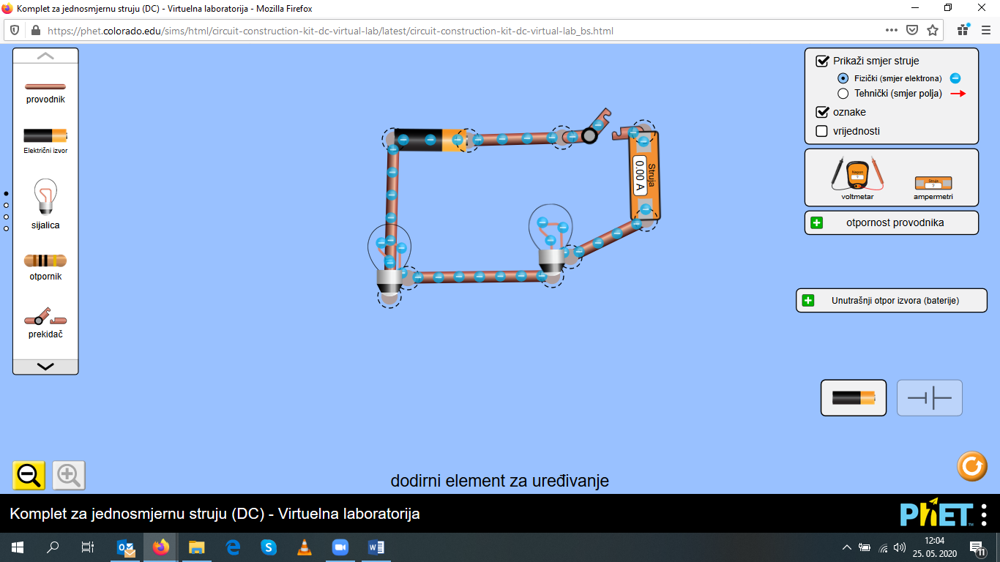 Komplet za jednosmjernu struju (DC) - Virtuelna laboratorija - Mozilla Firefox
https://phet.colorado.edu/sims/html/circuit-construction-kit-dc-virtual-lab/latest/circuit-construction-kit-dc-virtual-lab_bs.html
provodnik
Električni izvor
sijalica
otpornik
prekidač
Struja
0.00 A
Prikaži smjer struje
Fizički (smjer elektrona)
Tehnički (smjer polja)
oznake
vrijednosti
Napon
?
voltmetar
Struja
?
ampermetri
otpornost provodnika
Unutrašnji otpor izvora (baterije)
dodirni element za uređivanje
Komplet za jednosmjernu struju (DC) - Virtuelna laboratorija
PhET
12:04
25. 05. 2020
11